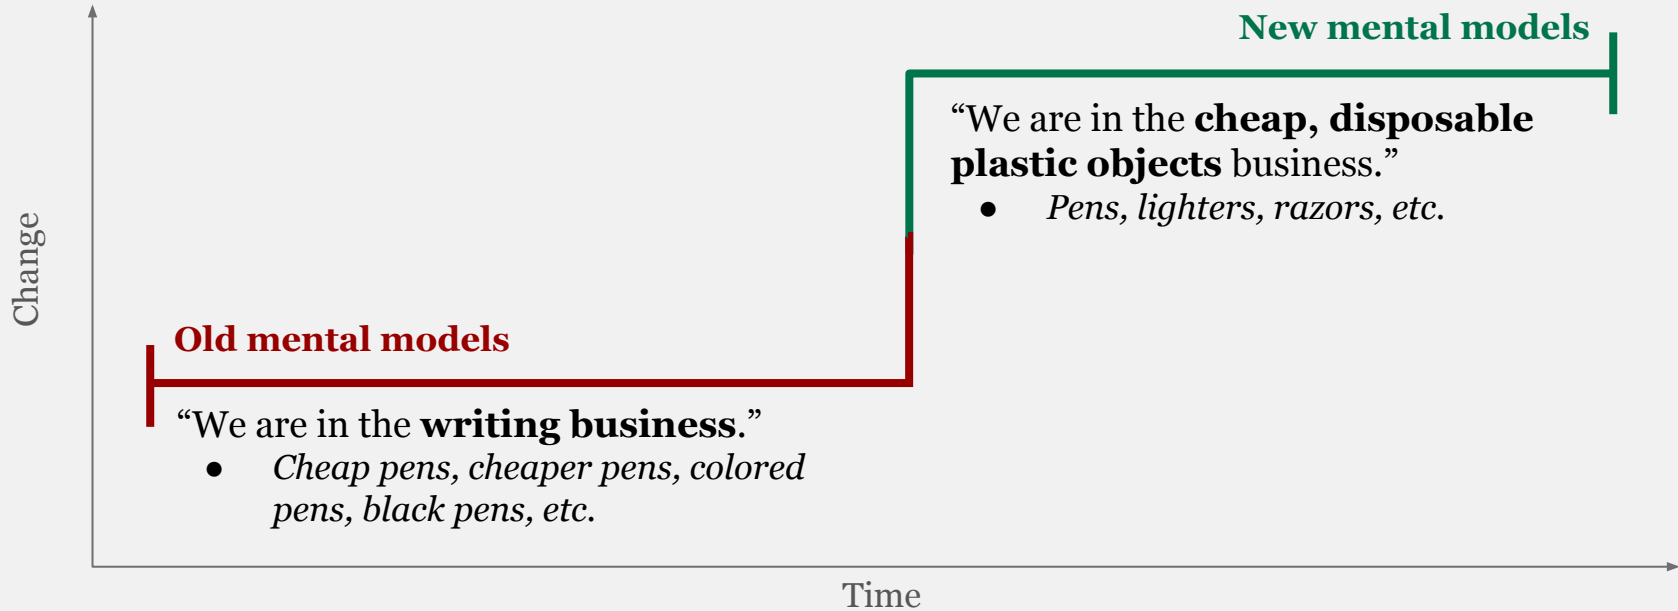 New mental models
“We are in the cheap, disposable
plastic objects business.”
● Pens, lighters, razors, etc.
Change
Old mental models
“We are in the writing business.”
● Cheap pens, cheaper pens, colored
pens, black pens, etc.
Time